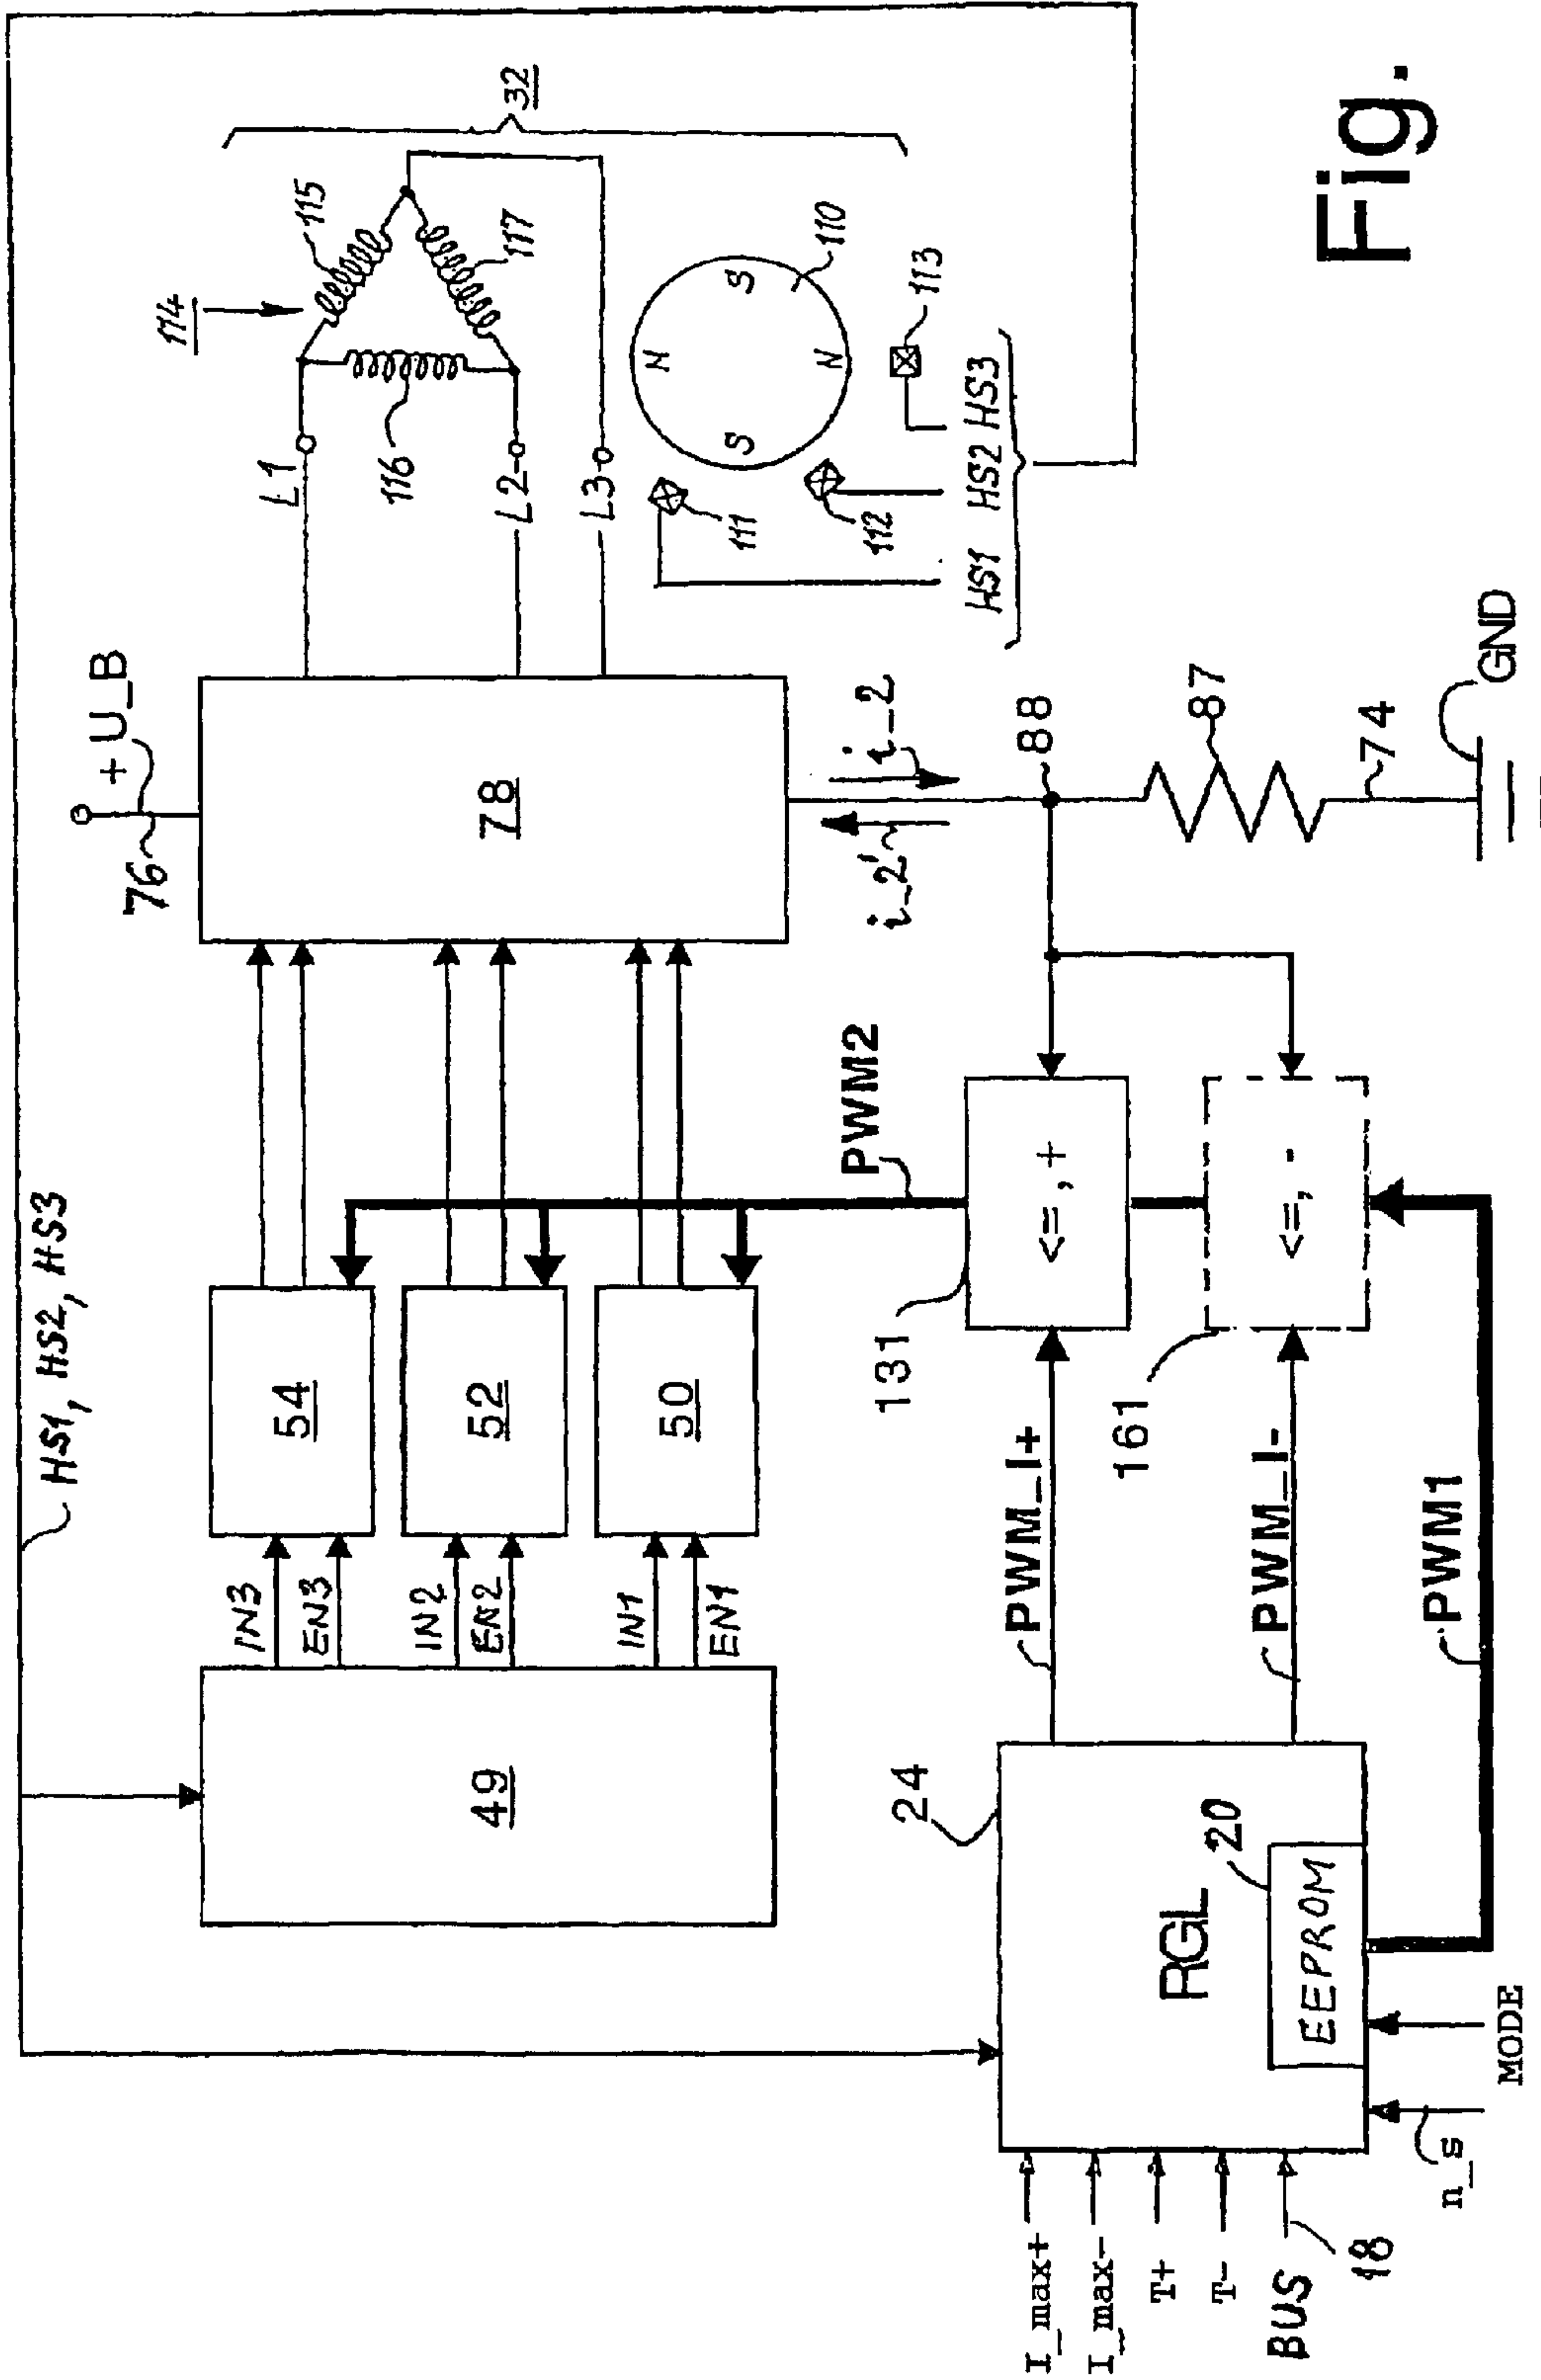 HS1, HS2, HS3
76
+U_B
114
115
116
117
32
L1
L2
L3
N
S
S
N
110
111
112
113
HS1 HS2 HS3
49
IN3
EN3
IN2
EN2
IN1
EN1
54
52
50
78
PWM2
i_2'
i_2
88
87
74
GND
131
<=, +
161
<=, -
PWM_I+
PWM_I-
PWM1
24
RGL
20
EEPROM
I_max+
I_max-
T+
T-
BUS
18
n_s
MODE
Fig.